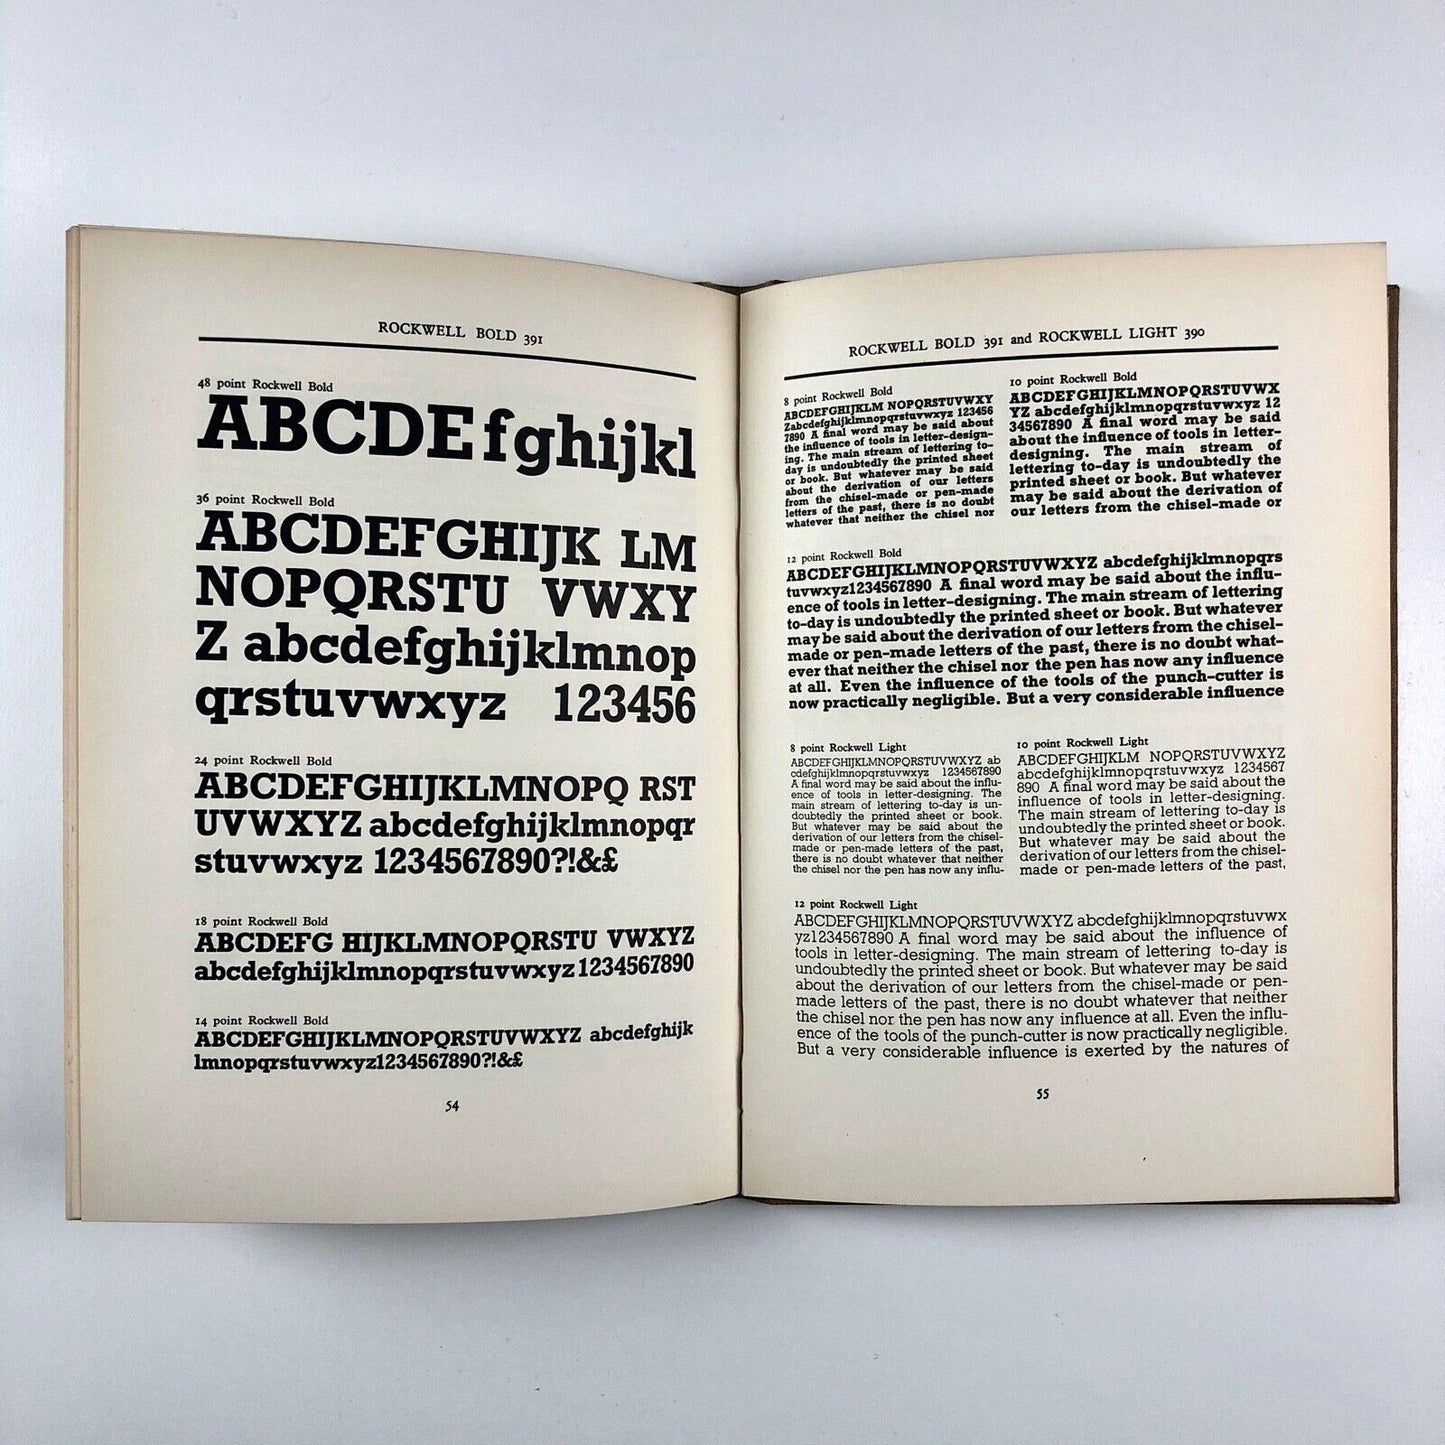 ROCKWELL BOLD 391
48 point Rockwell Bold
ABCDE fghijkl
36 point Rockwell Bold
ABCDEFGHIJK LM
NOPQRSTU VWXY
Z abcdefghijklmnop
qrstuvwxyz 123456
24 point Rockwell Bold
ABCDEFGHIJKLMNOPQ RST
UVWXYZ abcdefghijklmnopqr
stuvwxyz 1234567890?!&£
18 point Rockwell Bold
ABCDEFG HIJKLMNOPQRSTU VWXYZ
abcdefghijklmnopqrstuvwxyz 1234567890
14 point Rockwell Bold
ABCDEFGHIJKLMNOPQRSTUVWXYZ abcdefghijk
lmnopqrstuvwxyz1234567890?!&£
54
ROCKWELL BOLD 391 and ROCKWELL LIGHT 390
8 point Rockwell Bold
ABCDEFGHIJKLM NOPQRSTUVWXY
Zabcdefghijklmnopqrstuvwxyz 123456
7890 A final word may be said about
the influence of tools in letter-design-
ing. The main stream of lettering to-
day is undoubtedly the printed sheet
or book. But whatever may be said
about the derivation of our letters
from the chisel-made or pen-made
letters of the past, there is no doubt
whatever that neither the chisel nor
10 point Rockwell Bold
ABCDEFGHIJKLMNOPQRSTUVWX
YZ abcdefghijklmnopqrstuvwxyz 12
34567890 A final word may be said
about the influence of tools in letter-
designing. The main stream of
lettering to-day is undoubtedly the
printed sheet or book. But whatever
may be said about the derivation of
our letters from the chisel-made or
12 point Rockwell Bold
ABCDEFGHIJKLMNOPQRSTUVWXYZ abcdefghijklmnopqrs
tuvwxyz1234567890 A final word may be said about the influ-
ence of tools in letter-designing. The main stream of lettering
to-day is undoubtedly the printed sheet or book. But whatever
may be said about the derivation of our letters from the chisel-
made or pen-made letters of the past, there is no doubt what-
ever that neither the chisel nor the pen has now any influence
at all. Even the influence of the tools of the punch-cutter is
now practically negligible. But a very considerable influence
8 point Rockwell Light
ABCDEFGHIJKLMNOPQRSTUVWXYZ ab
cdefghijklmnopqrstuvwxyz 1234567890
A final word may be said about the influ-
ence of tools in letter-designing. The
main stream of lettering to-day is un-
doubtedly the printed sheet or book.
But whatever may be said about the
derivation of our letters from the chisel-
made or pen-made letters of the past,
there is no doubt whatever that neither
the chisel nor the pen has now any influ-
10 point Rockwell Light
ABCDEFGHIJKLM NOPQRSTUVWXYZ
abcdefghijklmnopqrstuvwxyz 1234567
890 A final word may be said about the
influence of tools in letter-designing.
The main stream of lettering to-day is
undoubtedly the printed sheet or book.
But whatever may be said about the
derivation of our letters from the chisel-
made or pen-made letters of the past,
12 point Rockwell Light
ABCDEFGHIJKLMNOPQRSTUVWXYZ abcdefghijklmnopqrstuvwx
yz1234567890 A final word may be said about the influence of
tools in letter-designing. The main stream of lettering to-day is
undoubtedly the printed sheet or book. But whatever may be said
about the derivation of our letters from the chisel-made or pen-
made letters of the past, there is no doubt whatever that neither
the chisel nor the pen has now any influence at all. Even the influ-
ence of the tools of the punch-cutter is now practically negligible.
But a very considerable influence is exerted by the natures of
55